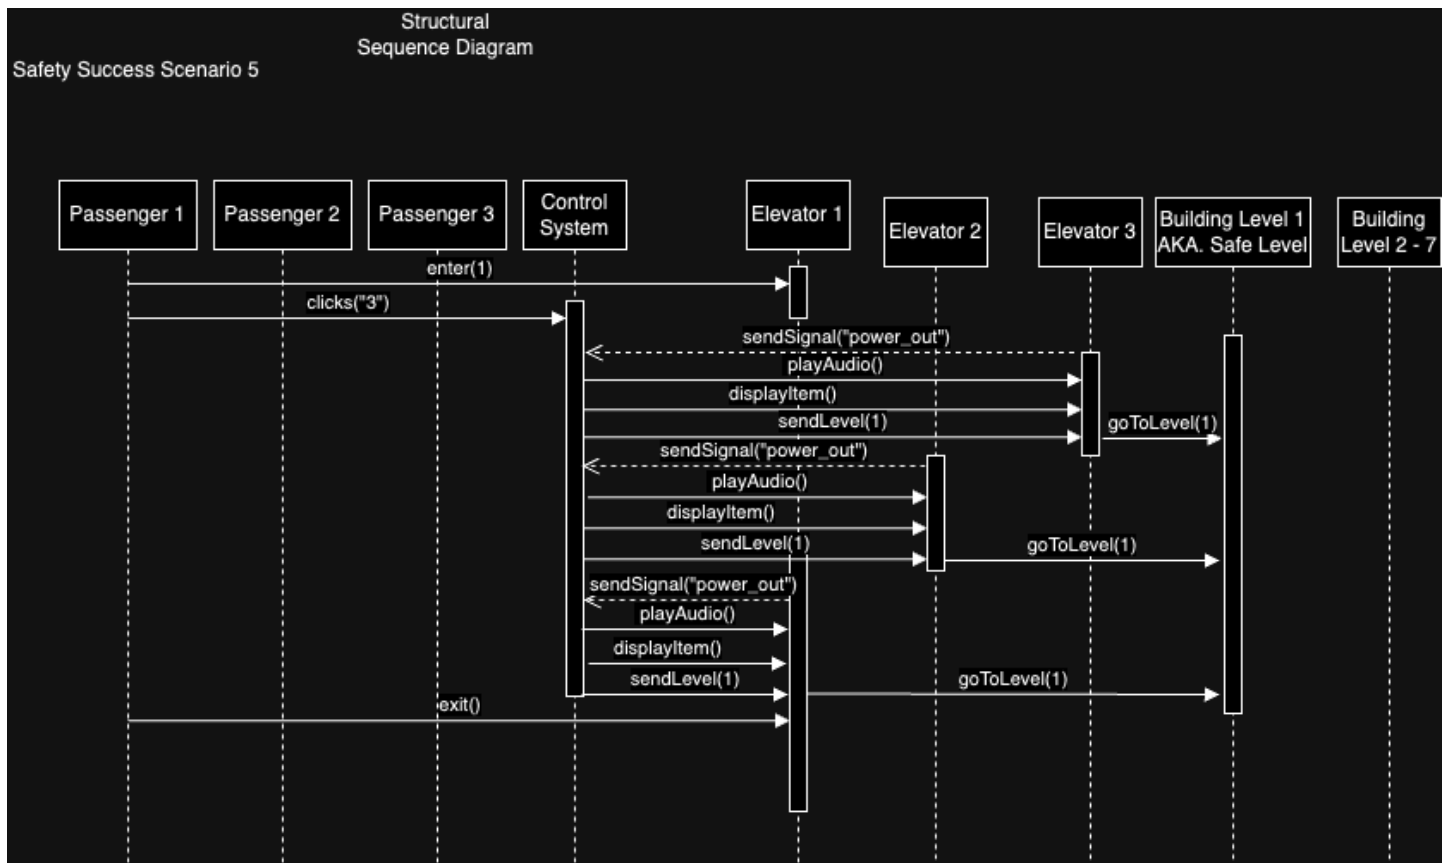 Structural
Sequence Diagram
Safety Success Scenario 5
Passenger 1
Passenger 2
Passenger 3
Control
System
Elevator 1
Elevator 2
Elevator 3
Building Level 1
AKA. Safe Level
Building
Level 2 - 7
enter(1)
clicks("3")
sendSignal("power_out")
playAudio()
displayItem()
sendLevel(1)
goToLevel(1)
sendSignal("power_out")
playAudio()
displayItem()
sendLevel(1)
goToLevel(1)
sendSignal("power_out")
playAudio()
displayItem()
sendLevel(1)
goToLevel(1)
exit()